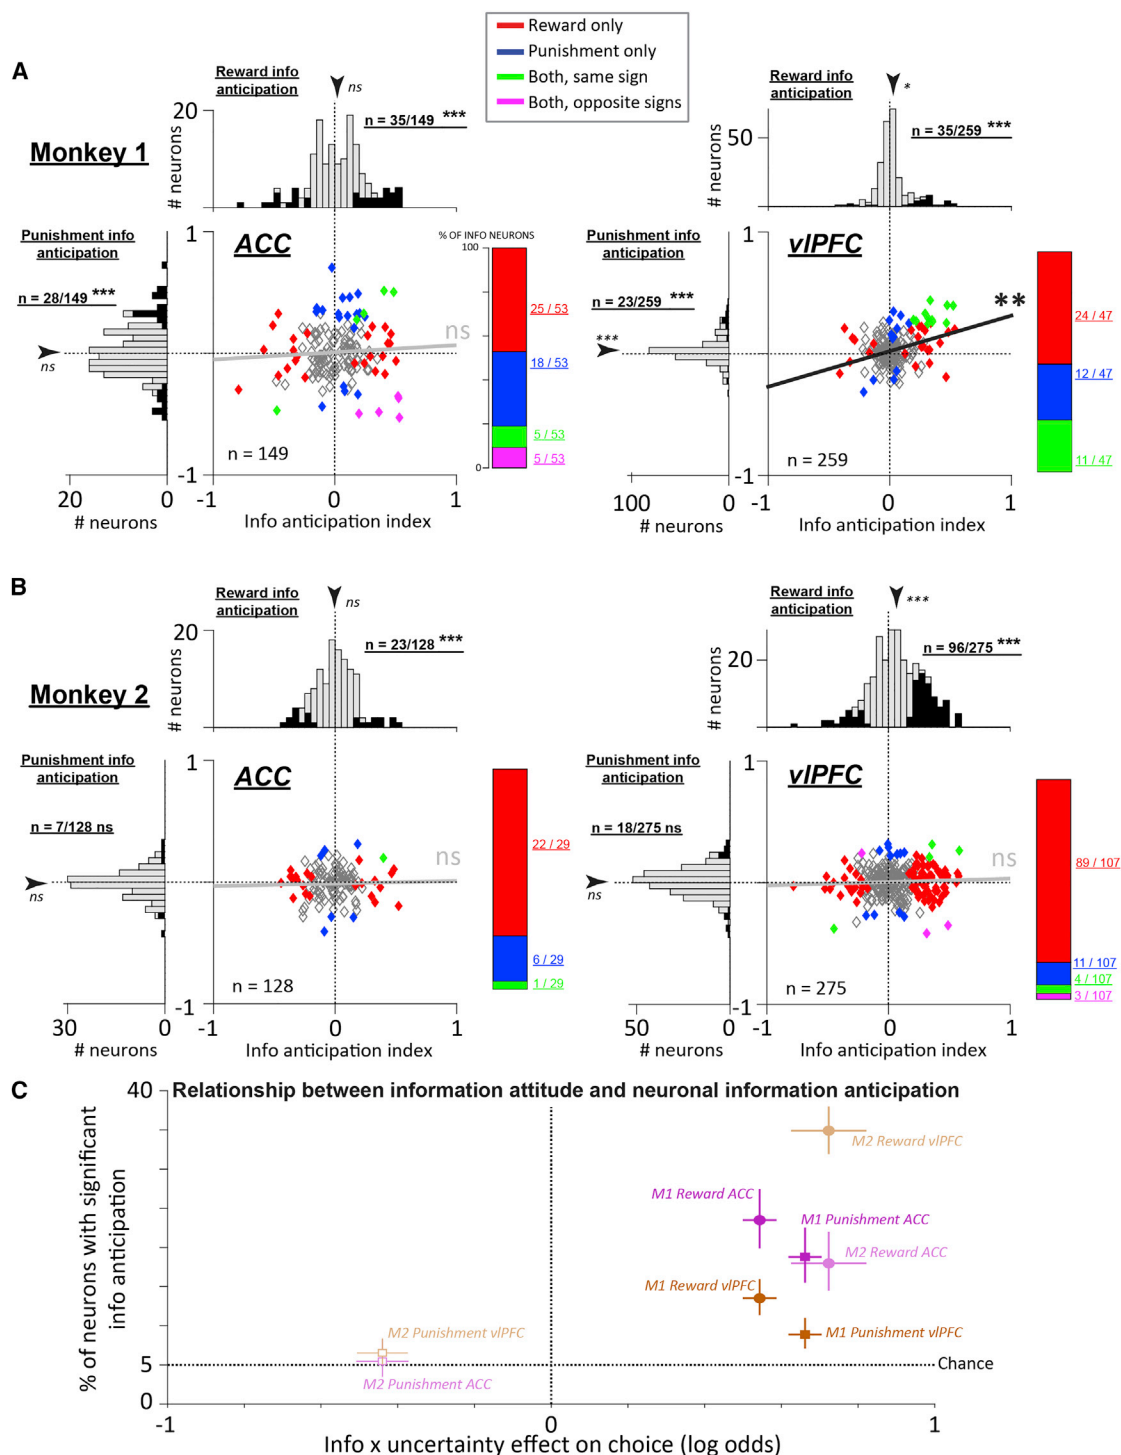 Reward only
Punishment only
Both, same sign
Both, opposite signs
A
Monkey 1
Reward info
anticipation
ns
20
# neurons
n = 35/149 ***
Punishment info
anticipation
n = 28/149 ***
ns
20
0
# neurons
1
-1
ACC
ns
n = 149
-1
0
1
Info anticipation index
% OF INFO NEURONS
100
0
25 / 53
18 / 53
5 / 53
5 / 53
Reward info
anticipation
*
50
# neurons
n = 35/259 ***
Punishment info
anticipation
n = 23/259 ***
***
100
0
# neurons
1
-1
vlPFC
**
n = 259
-1
0
1
Info anticipation index
24 / 47
12 / 47
11 / 47
B
Monkey 2
Reward info
anticipation
ns
20
# neurons
n = 23/128 ***
Punishment info
anticipation
n = 7/128 ns
ns
30
0
# neurons
1
-1
ACC
ns
n = 128
-1
0
1
Info anticipation index
22 / 29
6 / 29
1 / 29
Reward info
anticipation
***
20
# neurons
n = 96/275 ***
Punishment info
anticipation
n = 18/275 ns
ns
50
0
# neurons
1
-1
vlPFC
ns
n = 275
-1
0
1
Info anticipation index
89 / 107
11 / 107
4 / 107
3 / 107
C
Relationship between information attitude and neuronal information anticipation
% of neurons with significant
info anticipation
40
5
0
M2 Reward vlPFC
M1 Reward ACC
M1 Punishment ACC
M2 Reward ACC
M1 Reward vlPFC
M1 Punishment vlPFC
M2 Punishment vlPFC
M2 Punishment ACC
Chance
-1
0
1
Info x uncertainty effect on choice (log odds)